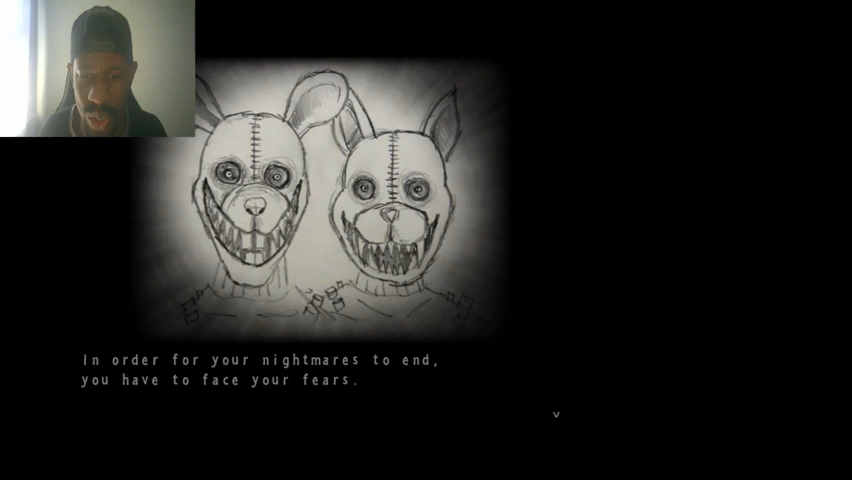 In order for your nightmares to end,
you have to face your fears.
v